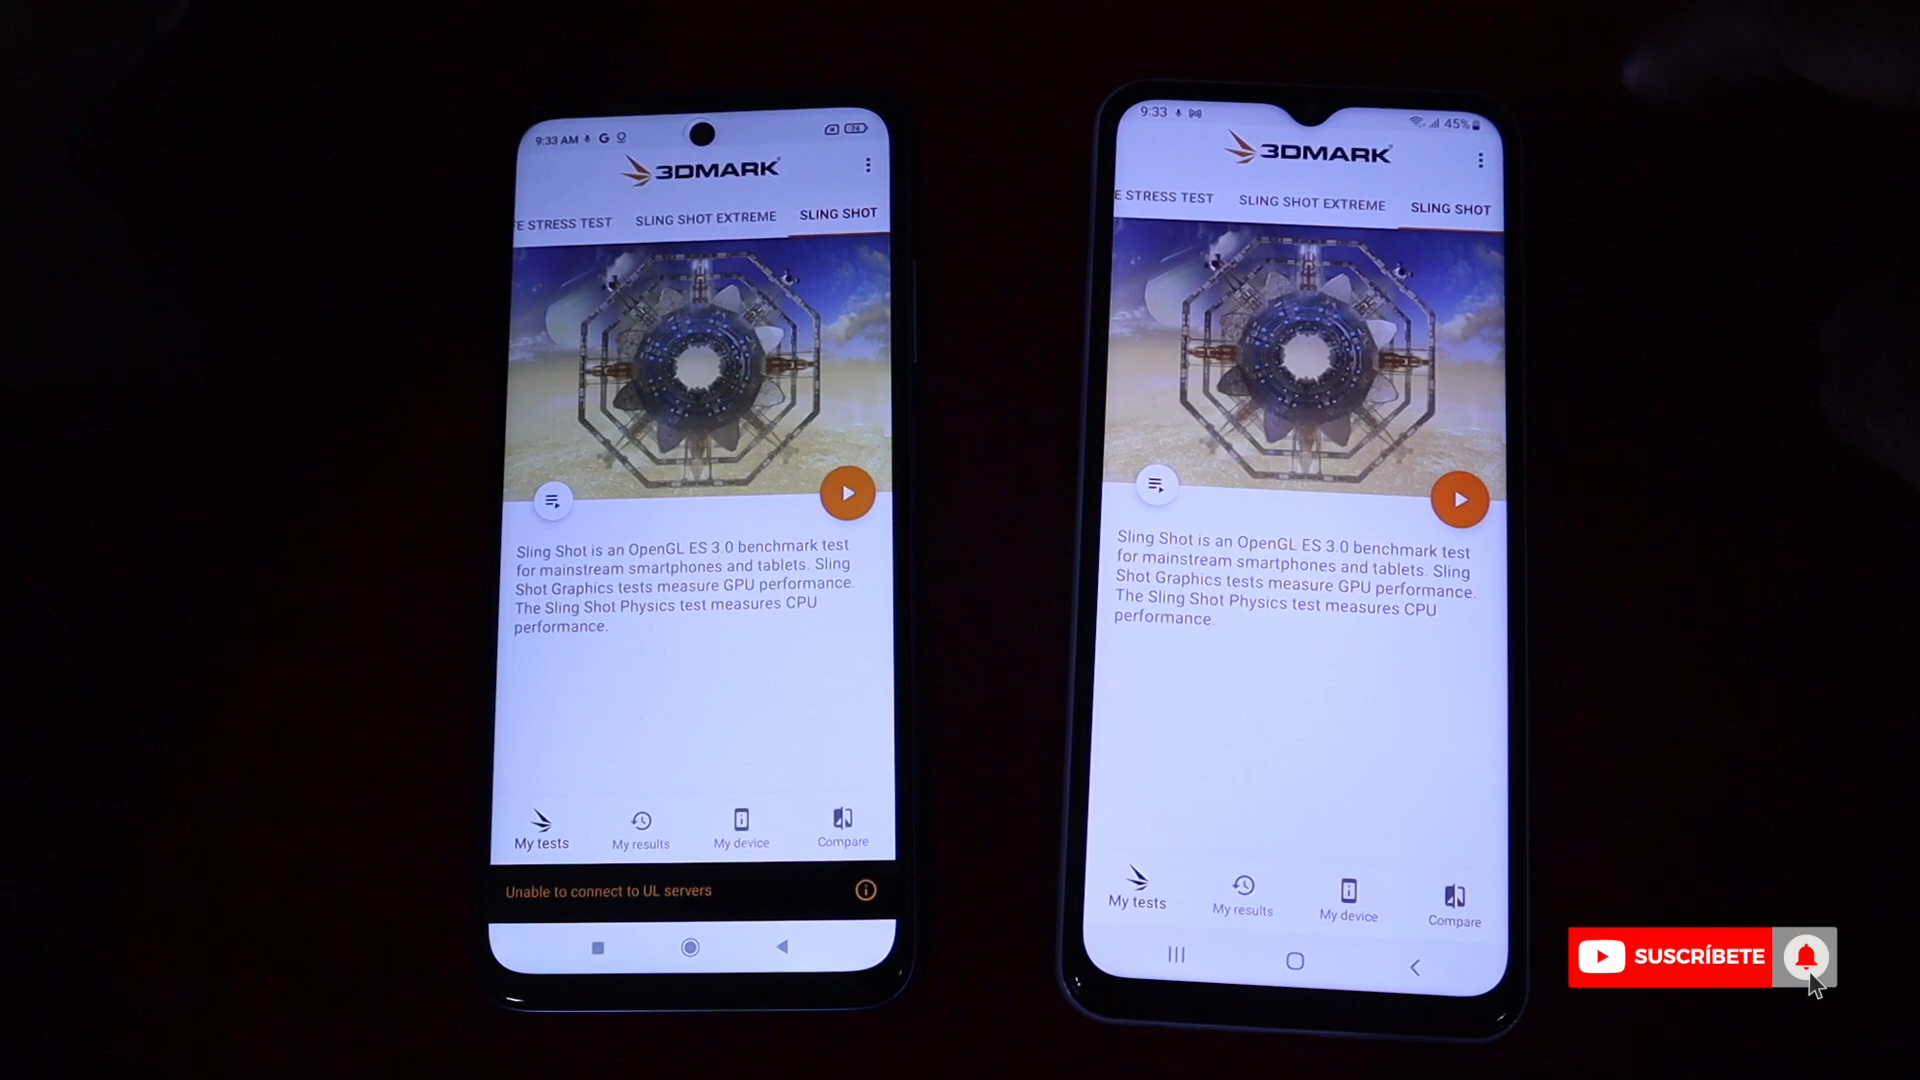 9:33 AM
24
3DMARK
E STRESS TEST
SLING SHOT EXTREME
SLING SHOT
Sling Shot is an OpenGL ES 3.0 benchmark test
for mainstream smartphones and tablets. Sling
Shot Graphics tests measure GPU performance.
The Sling Shot Physics test measures CPU
performance.
My tests
My results
My device
Compare
Unable to connect to UL servers
9:33
45%
3DMARK
E STRESS TEST
SLING SHOT EXTREME
SLING SHOT
Sling Shot is an OpenGL ES 3.0 benchmark test
for mainstream smartphones and tablets. Sling
Shot Graphics tests measure GPU performance.
The Sling Shot Physics test measures CPU
performance.
My tests
My results
My device
Compare
SUSCRÍBETE